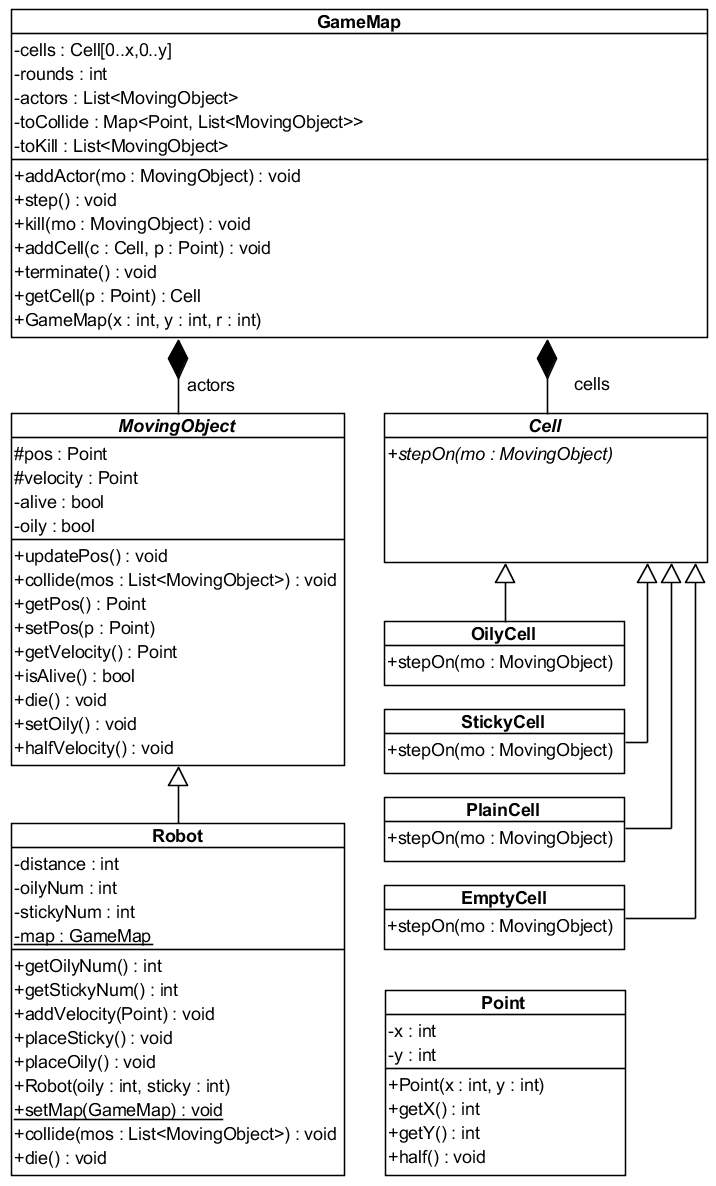 GameMap
-cells : Cell[0..x,0..y]
-rounds : int
-actors : List<MovingObject>
-toCollide : Map<Point, List<MovingObject>>
-toKill : List<MovingObject>
+addActor(mo : MovingObject) : void
+step() : void
+kill(mo : MovingObject) : void
+addCell(c : Cell, p : Point) : void
+terminate() : void
+getCell(p : Point) : Cell
+GameMap(x : int, y : int, r : int)
actors
cells
MovingObject
#pos : Point
#velocity : Point
-alive : bool
-oily : bool
+updatePos() : void
+collide(mos : List<MovingObject>) : void
+getPos() : Point
+setPos(p : Point)
+getVelocity() : Point
+isAlive() : bool
+die() : void
+setOily() : void
+halfVelocity() : void
Cell
+stepOn(mo : MovingObject)
OilyCell
+stepOn(mo : MovingObject)
StickyCell
+stepOn(mo : MovingObject)
PlainCell
+stepOn(mo : MovingObject)
EmptyCell
+stepOn(mo : MovingObject)
Robot
-distance : int
-oilyNum : int
-stickyNum : int
-map : GameMap
+getOilyNum() : int
+getStickyNum() : int
+addVelocity(Point) : void
+placeSticky() : void
+placeOily() : void
+Robot(oily : int, sticky : int)
+setMap(GameMap) : void
+collide(mos : List<MovingObject>) : void
+die() : void
Point
-x : int
-y : int
+Point(x : int, y : int)
+getX() : int
+getY() : int
+half() : void